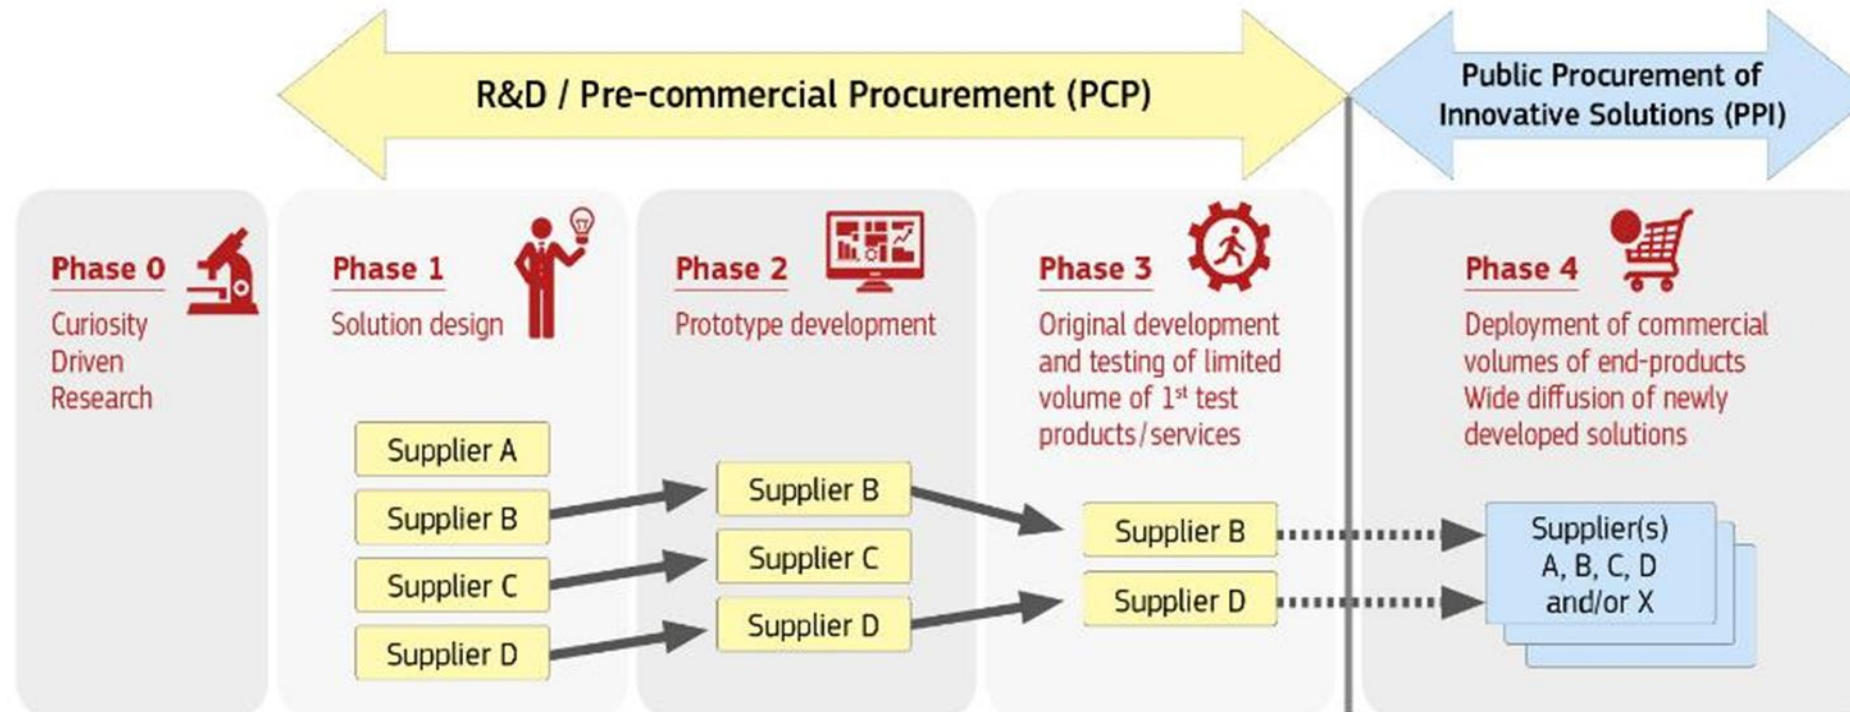 R&D / Pre-commercial Procurement (PCP)
Public Procurement of
Innovative Solutions (PPI)
Phase 0
Curiosity
Driven
Research
Phase 1
Solution design
Supplier A
Supplier B
Supplier C
Supplier D
Phase 2
Prototype development
Supplier B
Supplier C
Supplier D
Phase 3
Original development
and testing of limited
volume of 1st test
products/services
Supplier B
Supplier D
Phase 4
Deployment of commercial
volumes of end-products
Wide diffusion of newly
developed solutions
Supplier(s)
A, B, C, D
and/or X